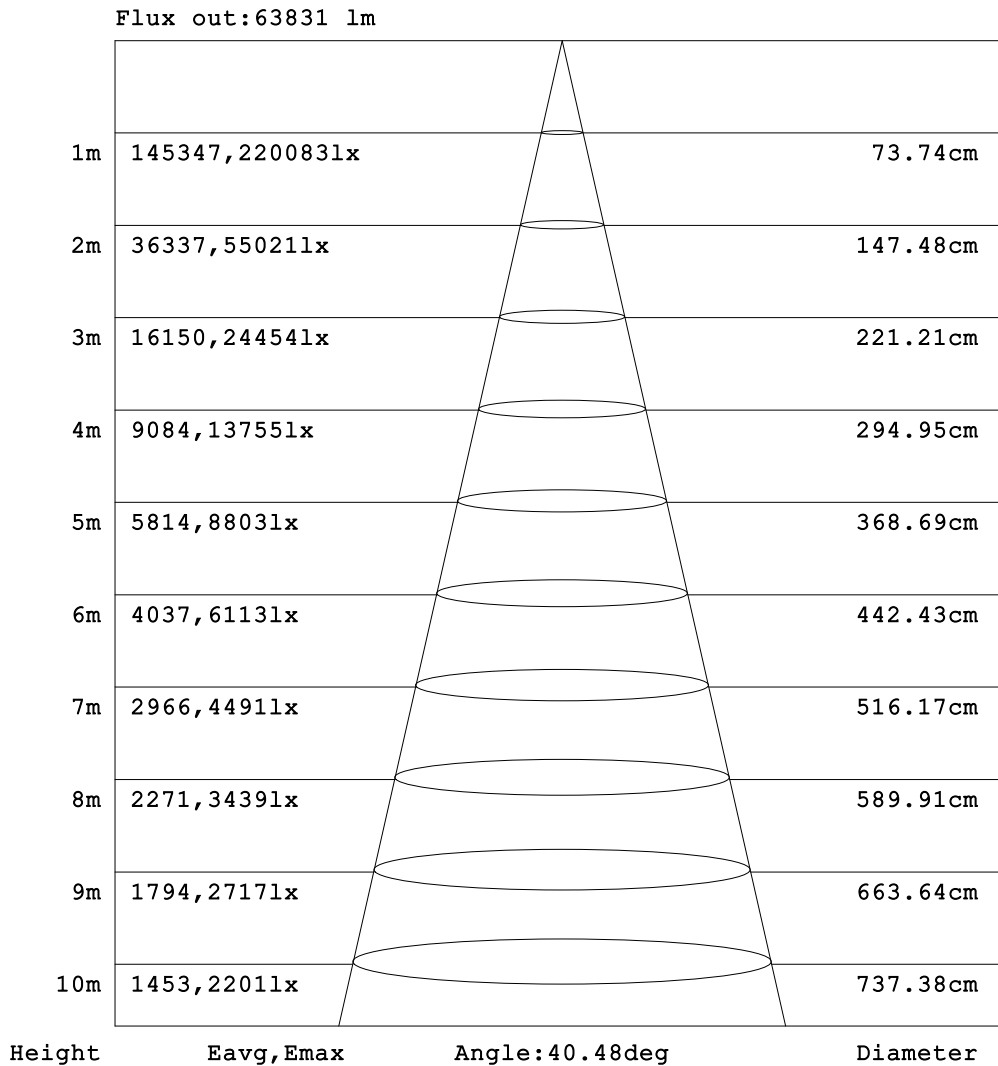 Flux out:63831 lm
1m 145347,220083lx 73.74cm
2m 36337,55021lx 147.48cm
3m 16150,24454lx 221.21cm
4m 9084,13755lx 294.95cm
5m 5814,8803lx 368.69cm
6m 4037,6113lx 442.43cm
7m 2966,4491lx 516.17cm
8m 2271,3439lx 589.91cm
9m 1794,2717lx 663.64cm
10m 1453,2201lx 737.38cm
Height Eavg,Emax Angle:40.48deg Diameter